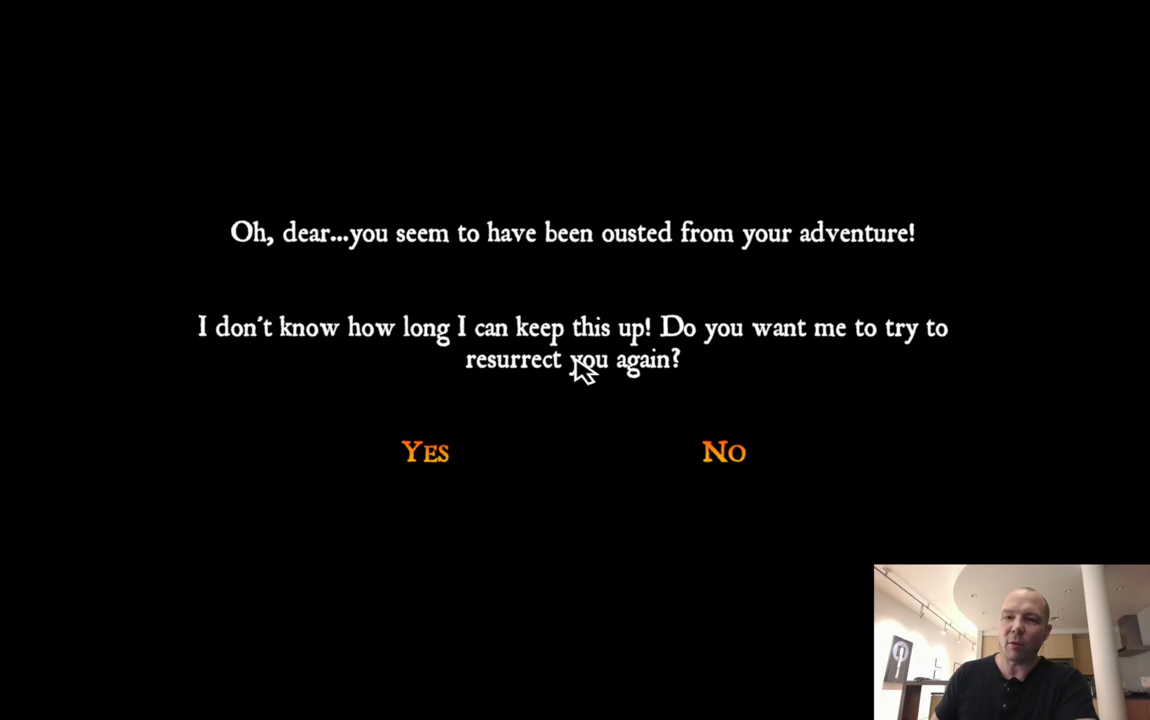 Oh, dear...you seem to have been ousted from your adventure!
I don't know how long I can keep this up! Do you want me to try to
resurrect you again?
Yes No